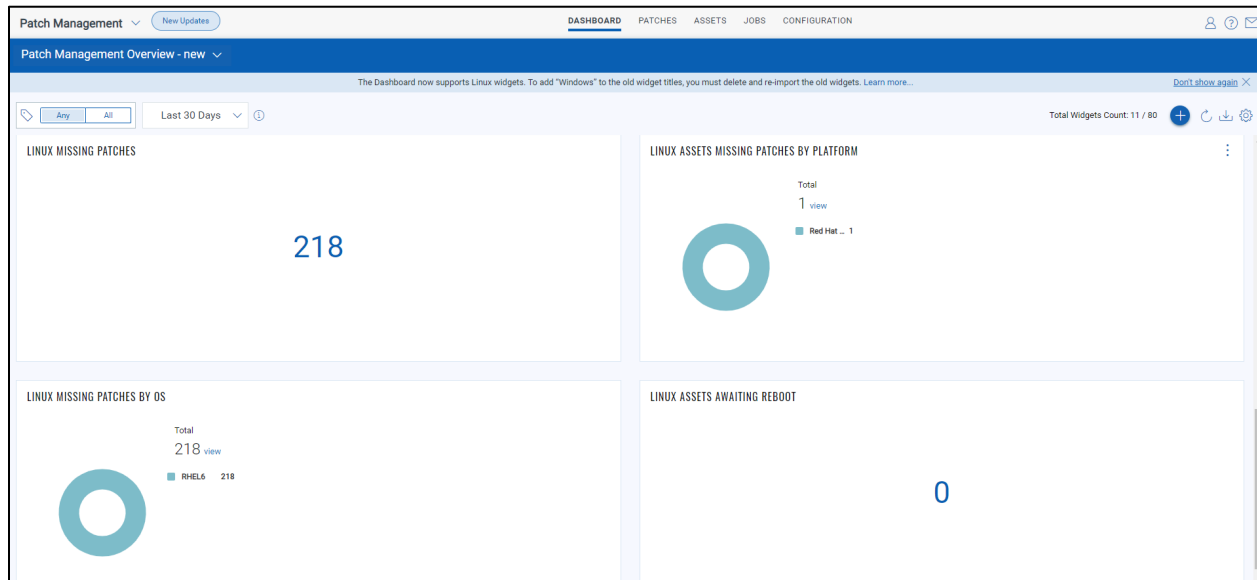 Patch Management New Updates DASHBOARD PATCHES ASSETS JOBS CONFIGURATION
Patch Management Overview - new
The Dashboard now supports Linux widgets. To add "Windows" to the old widget titles, you must delete and re-import the old widgets. Learn more... Don't show again
Any All Last 30 Days Total Widgets Count: 11 / 80
LINUX MISSING PATCHES
218
LINUX ASSETS MISSING PATCHES BY PLATFORM
Total
1 view
Red Hat ... 1
LINUX MISSING PATCHES BY OS
Total
218 view
RHEL6 218
LINUX ASSETS AWAITING REBOOT
0